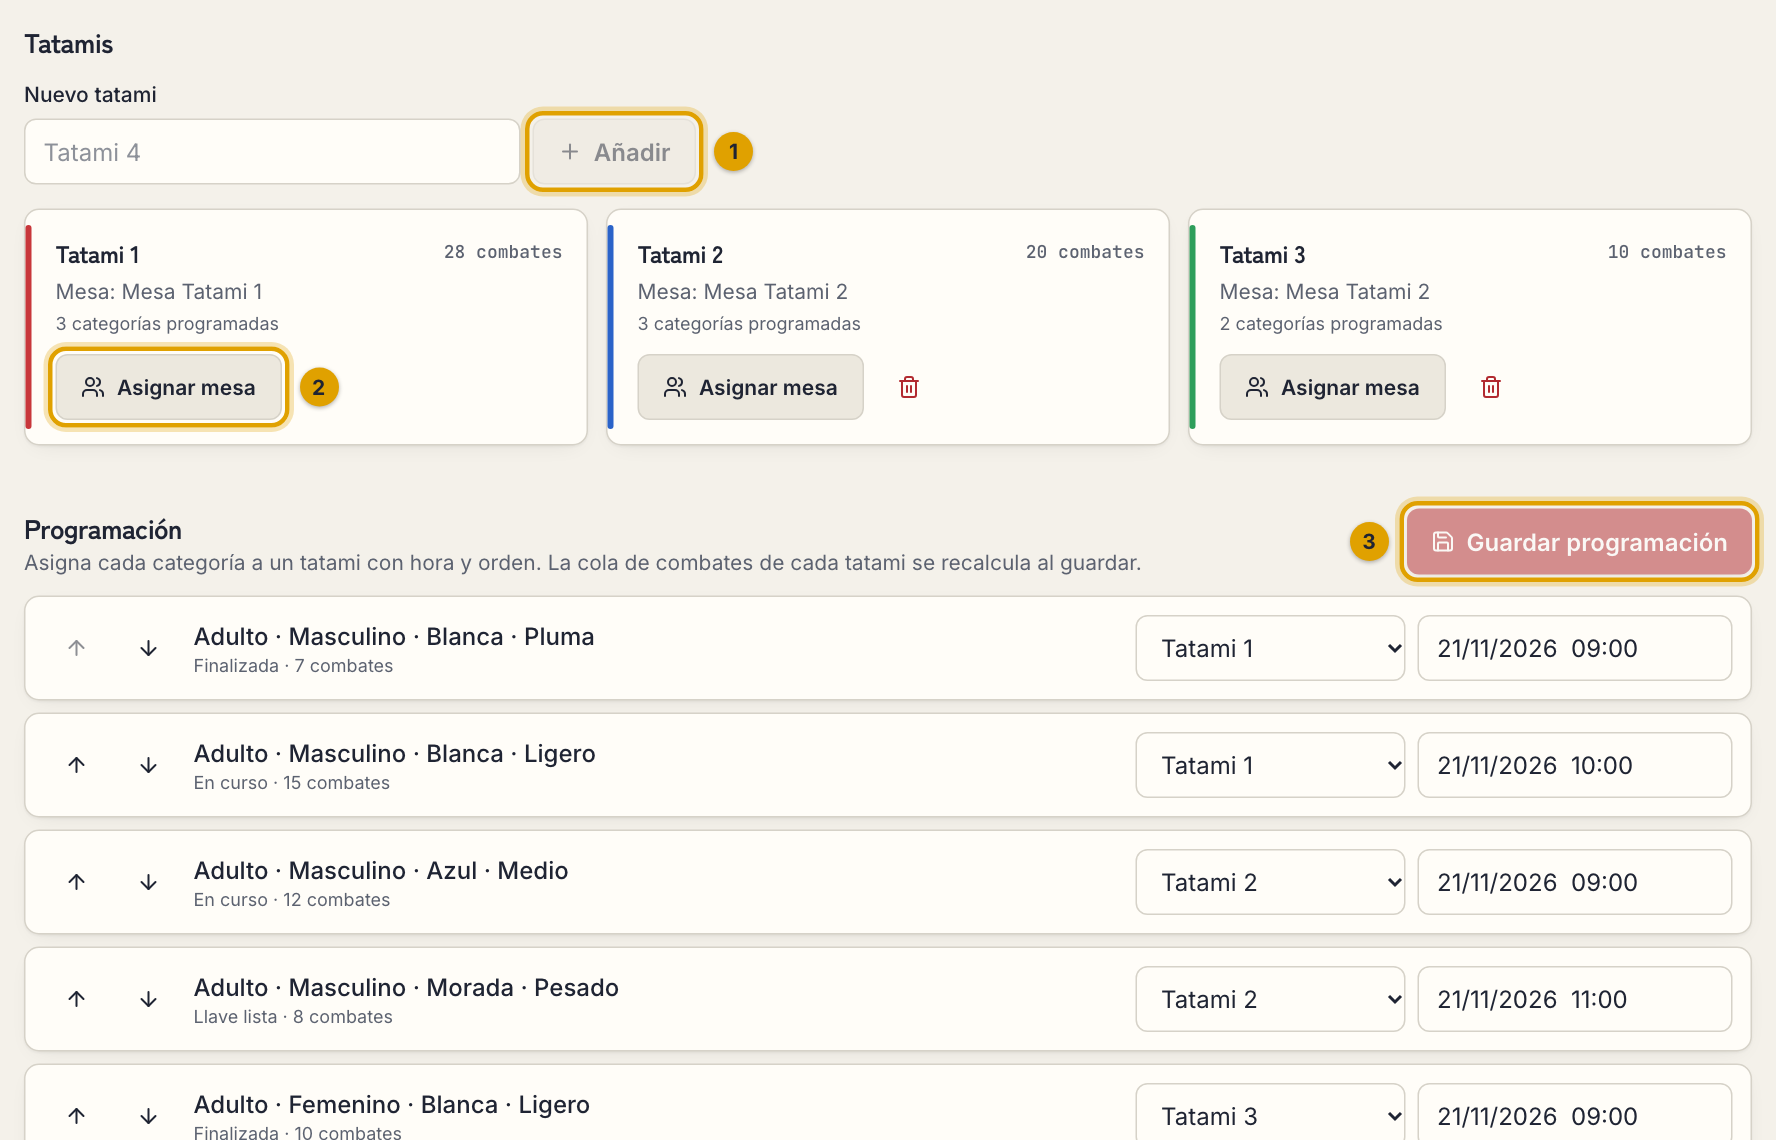 Tatamis
Nuevo tatami
Tatami 4
+ Añadir
1
Tatami 1
28 combates
Mesa: Mesa Tatami 1
3 categorías programadas
Asignar mesa
2
Tatami 2
20 combates
Mesa: Mesa Tatami 2
3 categorías programadas
Asignar mesa
Tatami 3
10 combates
Mesa: Mesa Tatami 2
2 categorías programadas
Asignar mesa
Programación
Asigna cada categoría a un tatami con hora y orden. La cola de combates de cada tatami se recalcula al guardar.
3
Guardar programación
Adulto · Masculino · Blanca · Pluma
Finalizada · 7 combates
Tatami 1
21/11/2026 09:00
Adulto · Masculino · Blanca · Ligero
En curso · 15 combates
Tatami 1
21/11/2026 10:00
Adulto · Masculino · Azul · Medio
En curso · 12 combates
Tatami 2
21/11/2026 09:00
Adulto · Masculino · Morada · Pesado
Llave lista · 8 combates
Tatami 2
21/11/2026 11:00
Adulto · Femenino · Blanca · Ligero
Finalizada · 10 combates
Tatami 3
21/11/2026 09:00